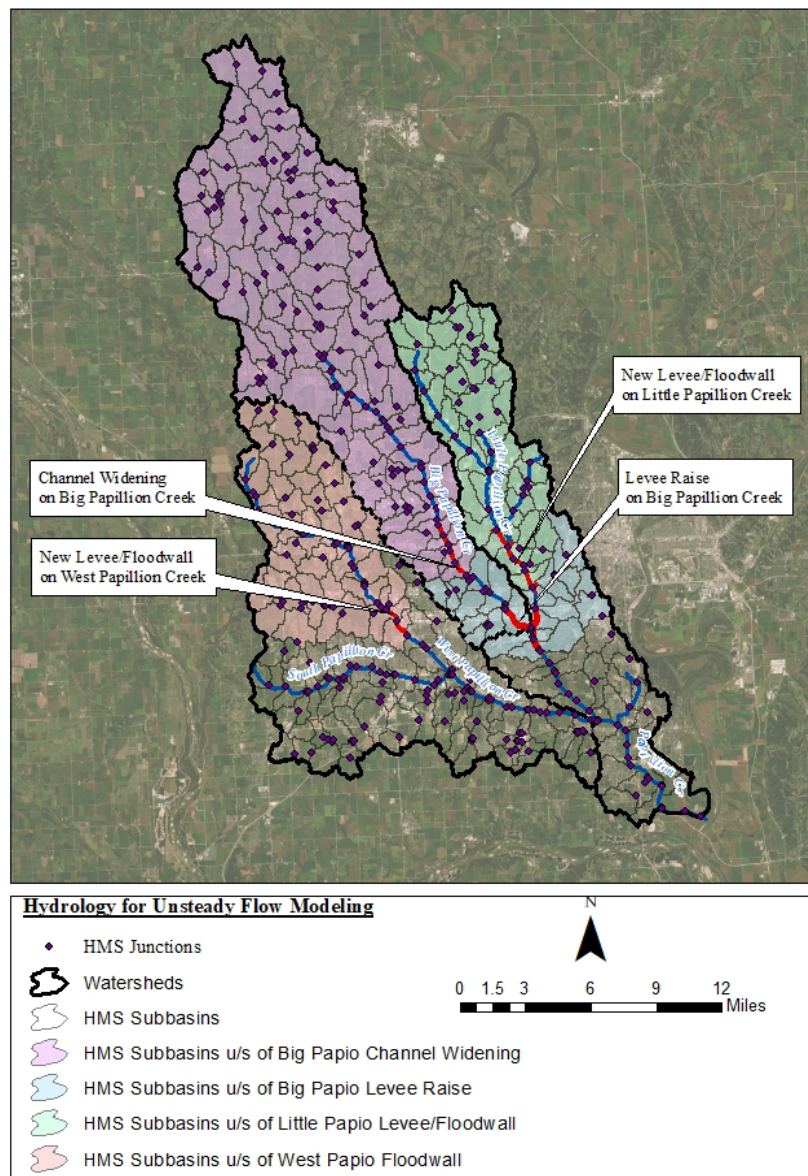 New Levee/Floodwall
on Little Papillion Creek
Channel Widening
on Big Papillion Creek
Levee Raise
on Big Papillion Creek
New Levee/Floodwall
on West Papillion Creek
Little Papillion Cr
Big Papillion Cr
West Papillion Cr
South Papillion Cr
Papillion Cr
Hydrology for Unsteady Flow Modeling
HMS Junctions
Watersheds
HMS Subbasins
HMS Subbasins u/s of Big Papio Channel Widening
HMS Subbasins u/s of Big Papio Levee Raise
HMS Subbasins u/s of Little Papio Levee/Floodwall
HMS Subbasins u/s of West Papio Floodwall
N
0 1.5 3 6 9 12
Miles